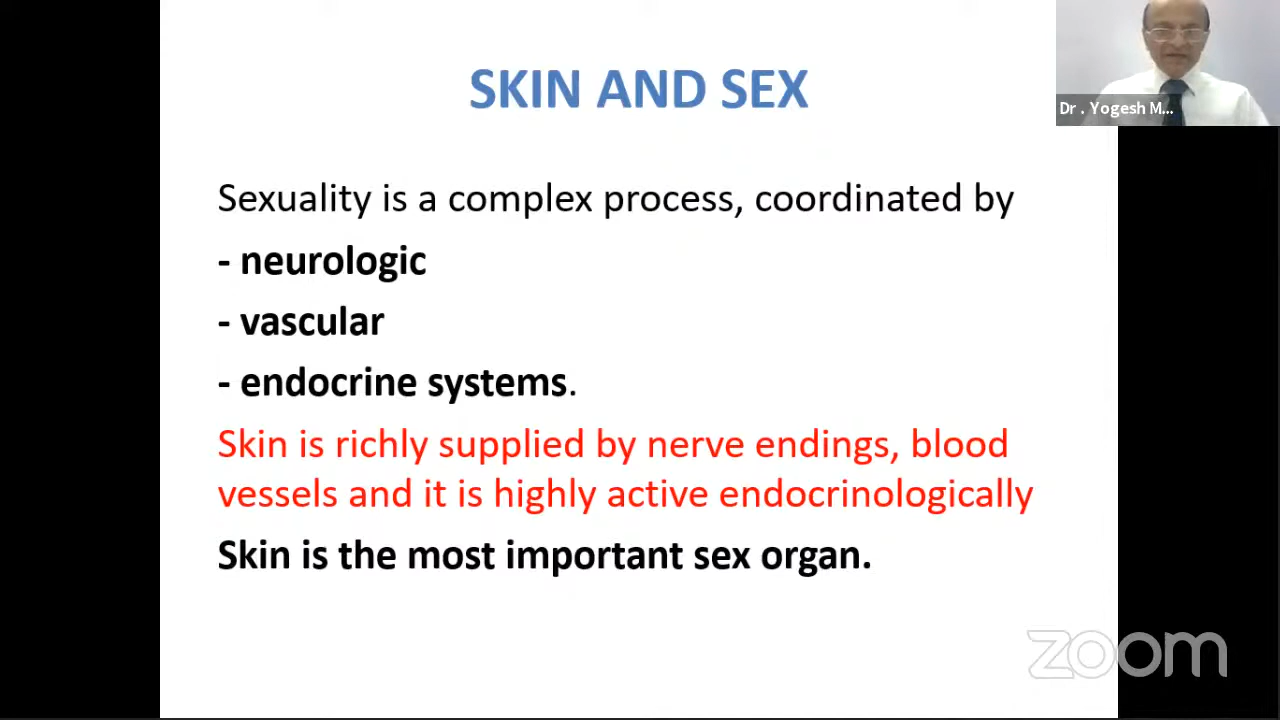 SKIN AND SEX
Dr . Yogesh M...
Sexuality is a complex process, coordinated by
- neurologic
- vascular
- endocrine systems.
Skin is richly supplied by nerve endings, blood
vessels and it is highly active endocrinologically
Skin is the most important sex organ.
zoom